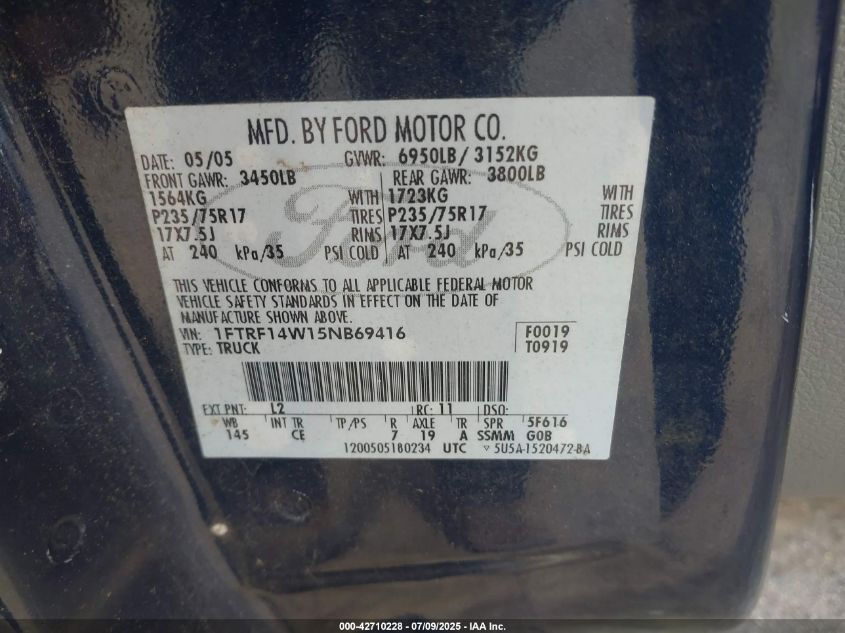 MFD. BY FORD MOTOR CO.
DATE: 05/05 GVWR: 6950LB/ 3152KG
FRONT GAWR: 3450LB REAR GAWR: 3800LB
1564KG WITH 1723KG WITH
P235/75R17 TIRES P235/75R17 TIRES
17X7.5J RIMS 17X7.5J RIMS
AT 240 kPa/35 PSI COLD AT 240 kPa/35 PSI COLD
Ford
THIS VEHICLE CONFORMS TO ALL APPLICABLE FEDERAL MOTOR
VEHICLE SAFETY STANDARDS IN EFFECT ON THE DATE OF
MANUFACTURE SHOWN ABOVE.
VIN: 1FTRF14W15NB69416 F0019
TYPE: TRUCK T0919
EXT PNT: L2 RC: 11 DSO:
WB INT TR TP/PS R AXLE TR SPR 5F616
145 CE 7 19 A SSMM GOB
1200505180234 UTC ▽ 5U5A-1520472-BA
000-42710228 - 07/09/2025 - IAA Inc.